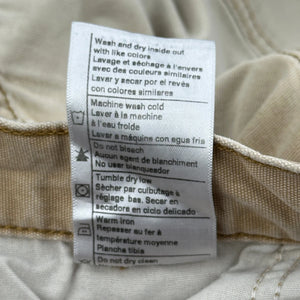 Wash and dry inside out
with like colors
Lavage et séchage à l'envers
avec des couleurs similaires
Lavar y secar por el revés
con colores similares
Machine wash cold
Laver à la machine
à l'eau froide
Lavar a máquina con agua fria
Do not bleach
Aucun agent de blanchiment
No usar blanqueador
Tumble dry low
Sécher par culbutage à
réglage bas. Secar en
secadora en ciclo delicado
Warm iron
Repasser au fer à
température moyenne
Plancha tibia
Do not dry clean